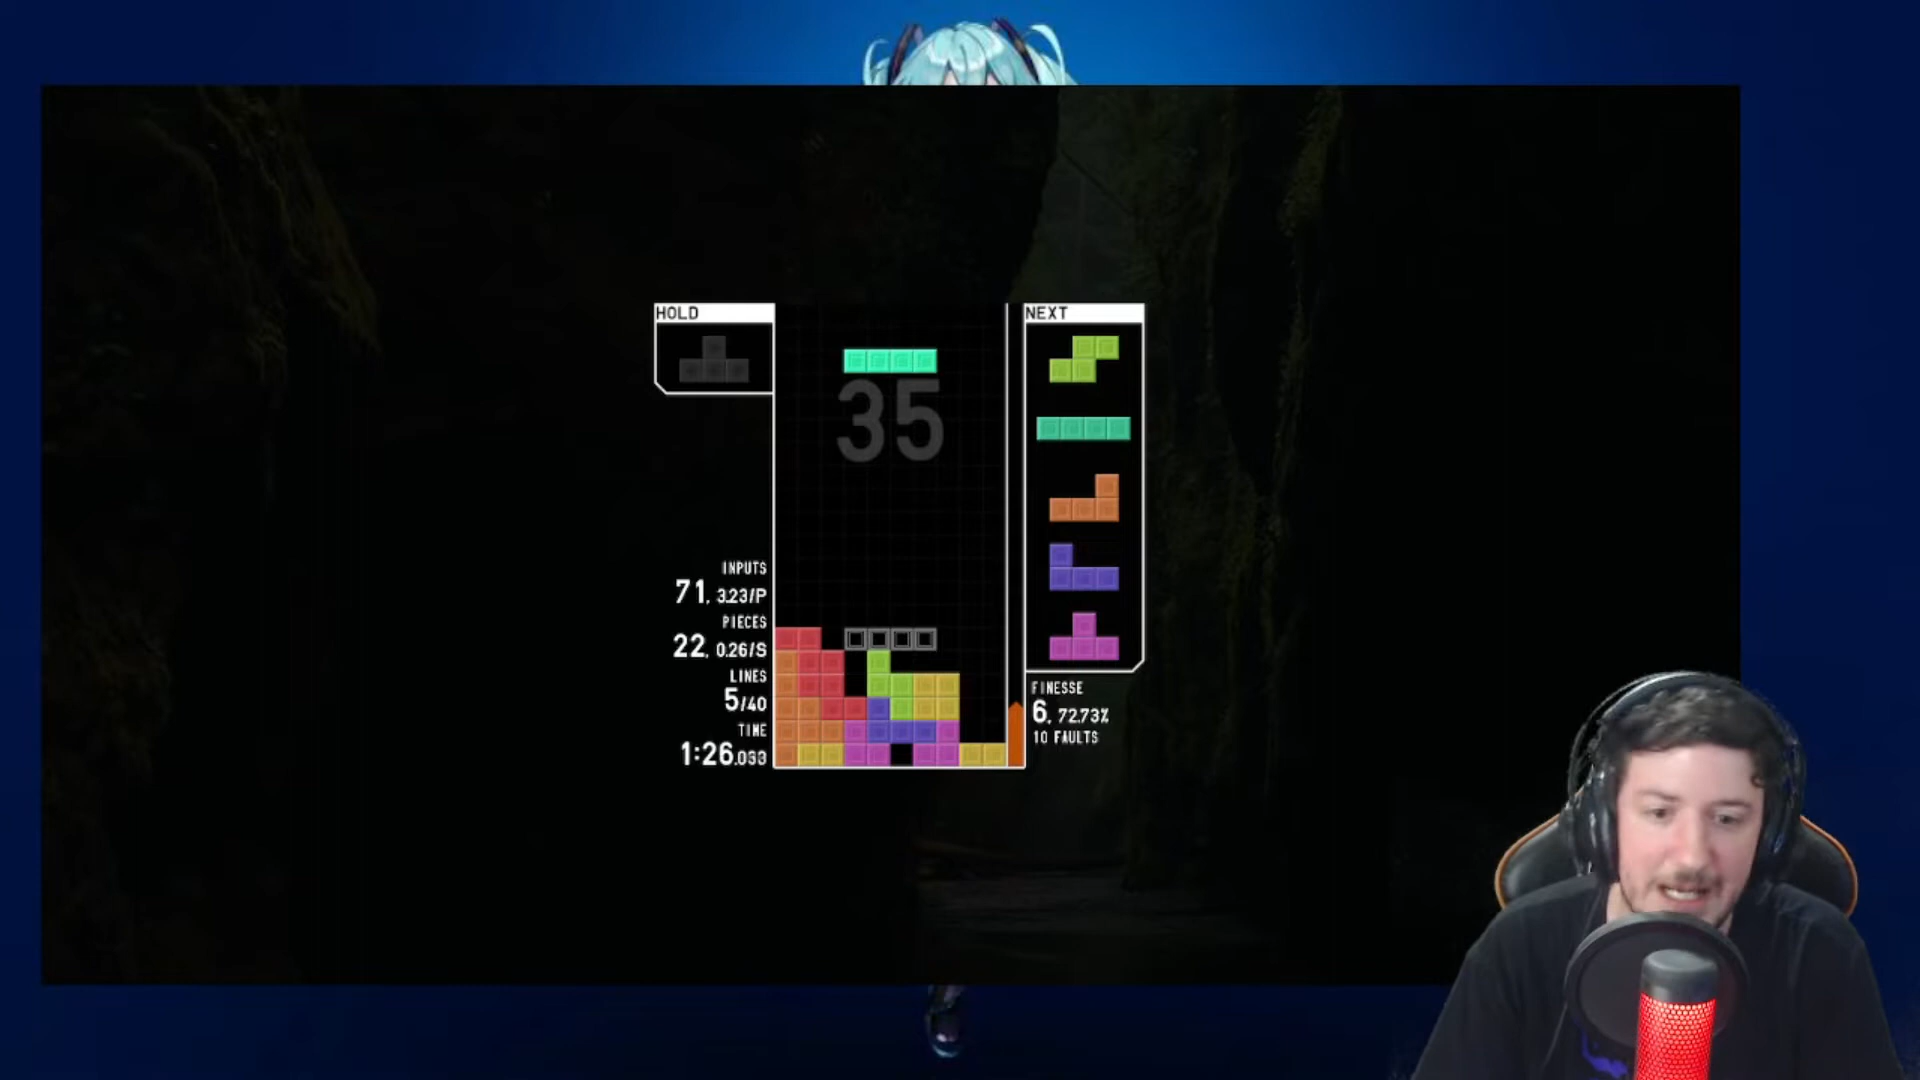 HOLD
NEXT
35
INPUTS
71, 3.23/P
PIECES
22, 0.26/S
LINES
5/40
TIME
1:26.093
FINESSE
6, 72.73%
10 FAULTS